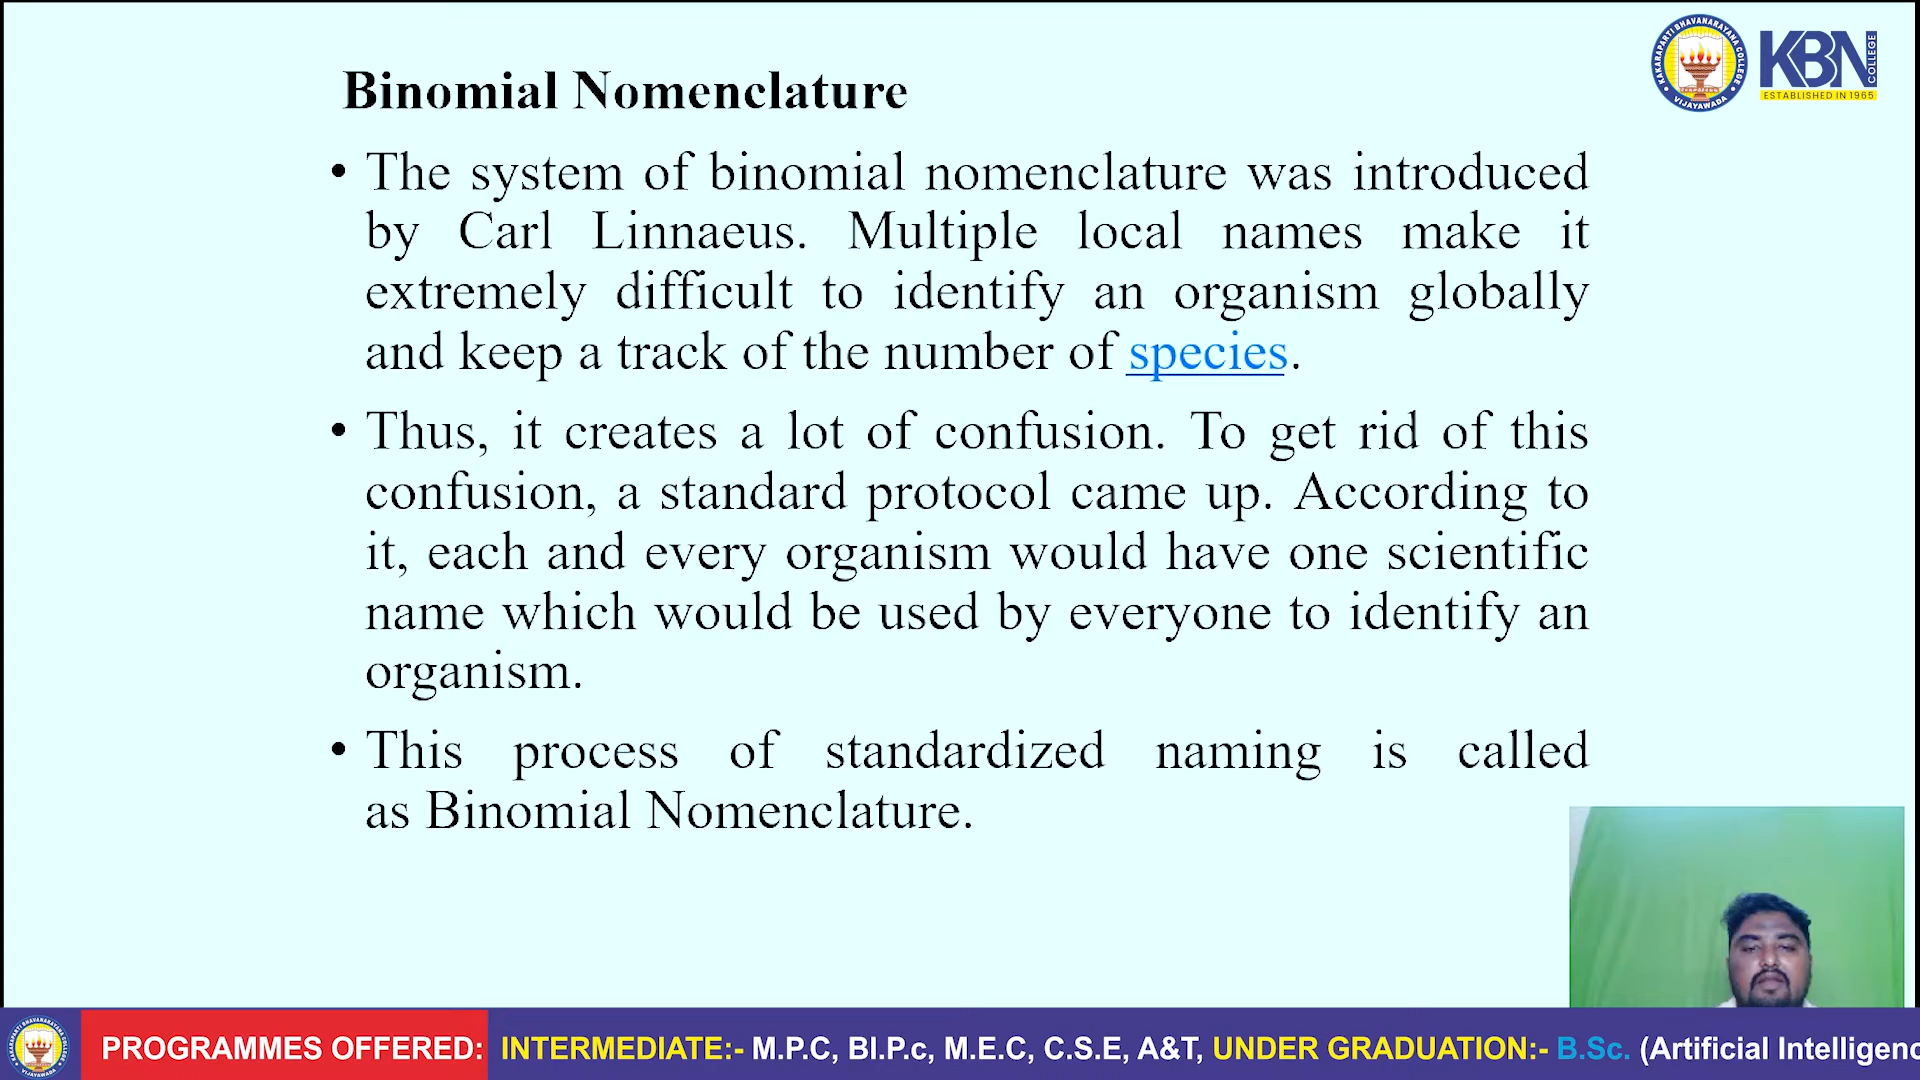 KAKARAPARTI BHAVANARAYANA COLLEGE
VIJAYAWADA
KBN
COLLEGE
ESTABLISHED IN 1965
Binomial Nomenclature
• The system of binomial nomenclature was introduced
by Carl Linnaeus. Multiple local names make it
extremely difficult to identify an organism globally
and keep a track of the number of species.
• Thus, it creates a lot of confusion. To get rid of this
confusion, a standard protocol came up. According to
it, each and every organism would have one scientific
name which would be used by everyone to identify an
organism.
• This process of standardized naming is called
as Binomial Nomenclature.
PROGRAMMES OFFERED: INTERMEDIATE:- M.P.C, BI.P.c, M.E.C, C.S.E, A&T, UNDER GRADUATION:- B.Sc. (Artificial Intelligenc